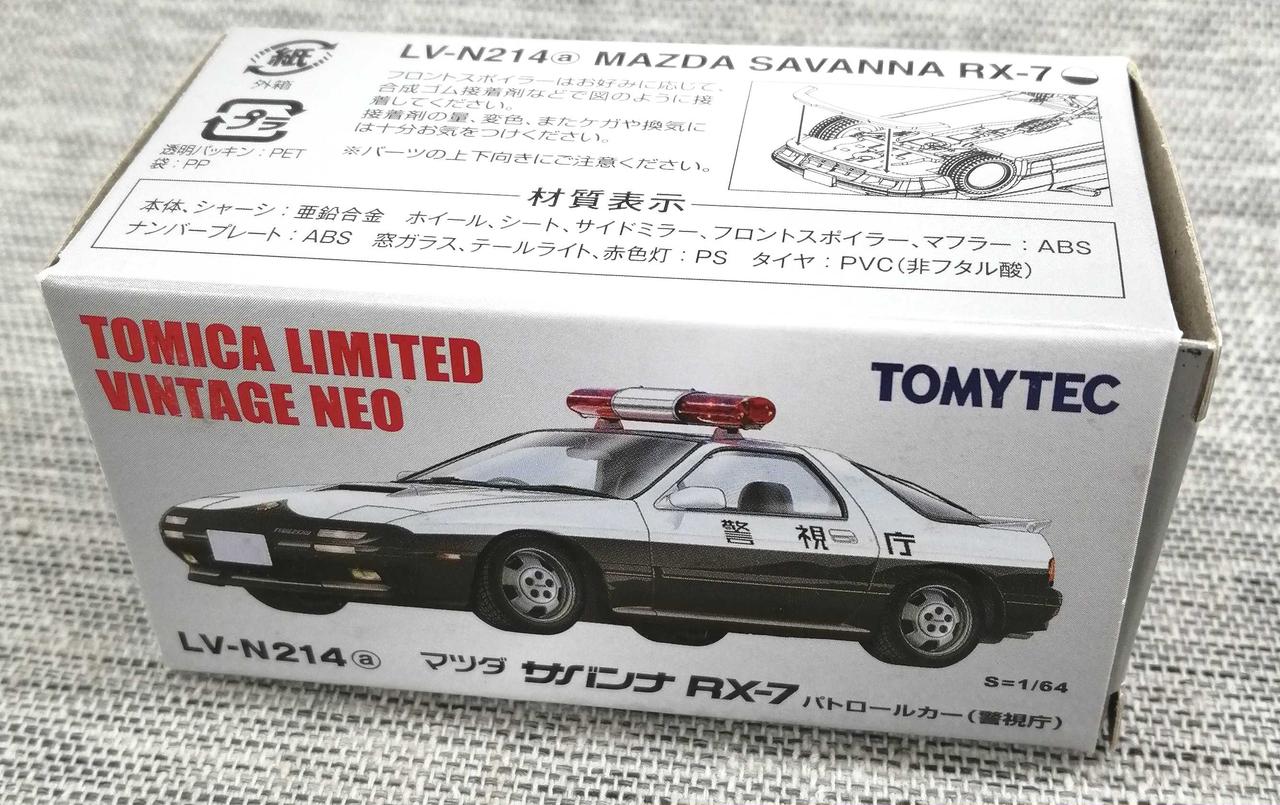 紙
外箱
プラ
透明パッキン：PET
袋：PP
LV-N214ⓐ MAZDA SAVANNA RX-7
フロントスポイラーはお好みに応じて、
合成ゴム接着剤などで図のように接
着してください。
接着剤の量、変色、またケガや換気に
は十分お気をつけください。
※パーツの上下向きにご注意ください。
材質表示
本体、シャーシ：亜鉛合金　ホイール、シート、サイドミラー、フロントスポイラー、マフラー：ABS
ナンバープレート：ABS　窓ガラス、テールライト、赤色灯：PS　タイヤ：PVC（非フタル酸）
TOMICA LIMITED
VINTAGE NEO
TOMYTEC
警視庁
LV-N214ⓐ マツダ サバンナ RX-7 パトロールカー（警視庁）
S=1/64